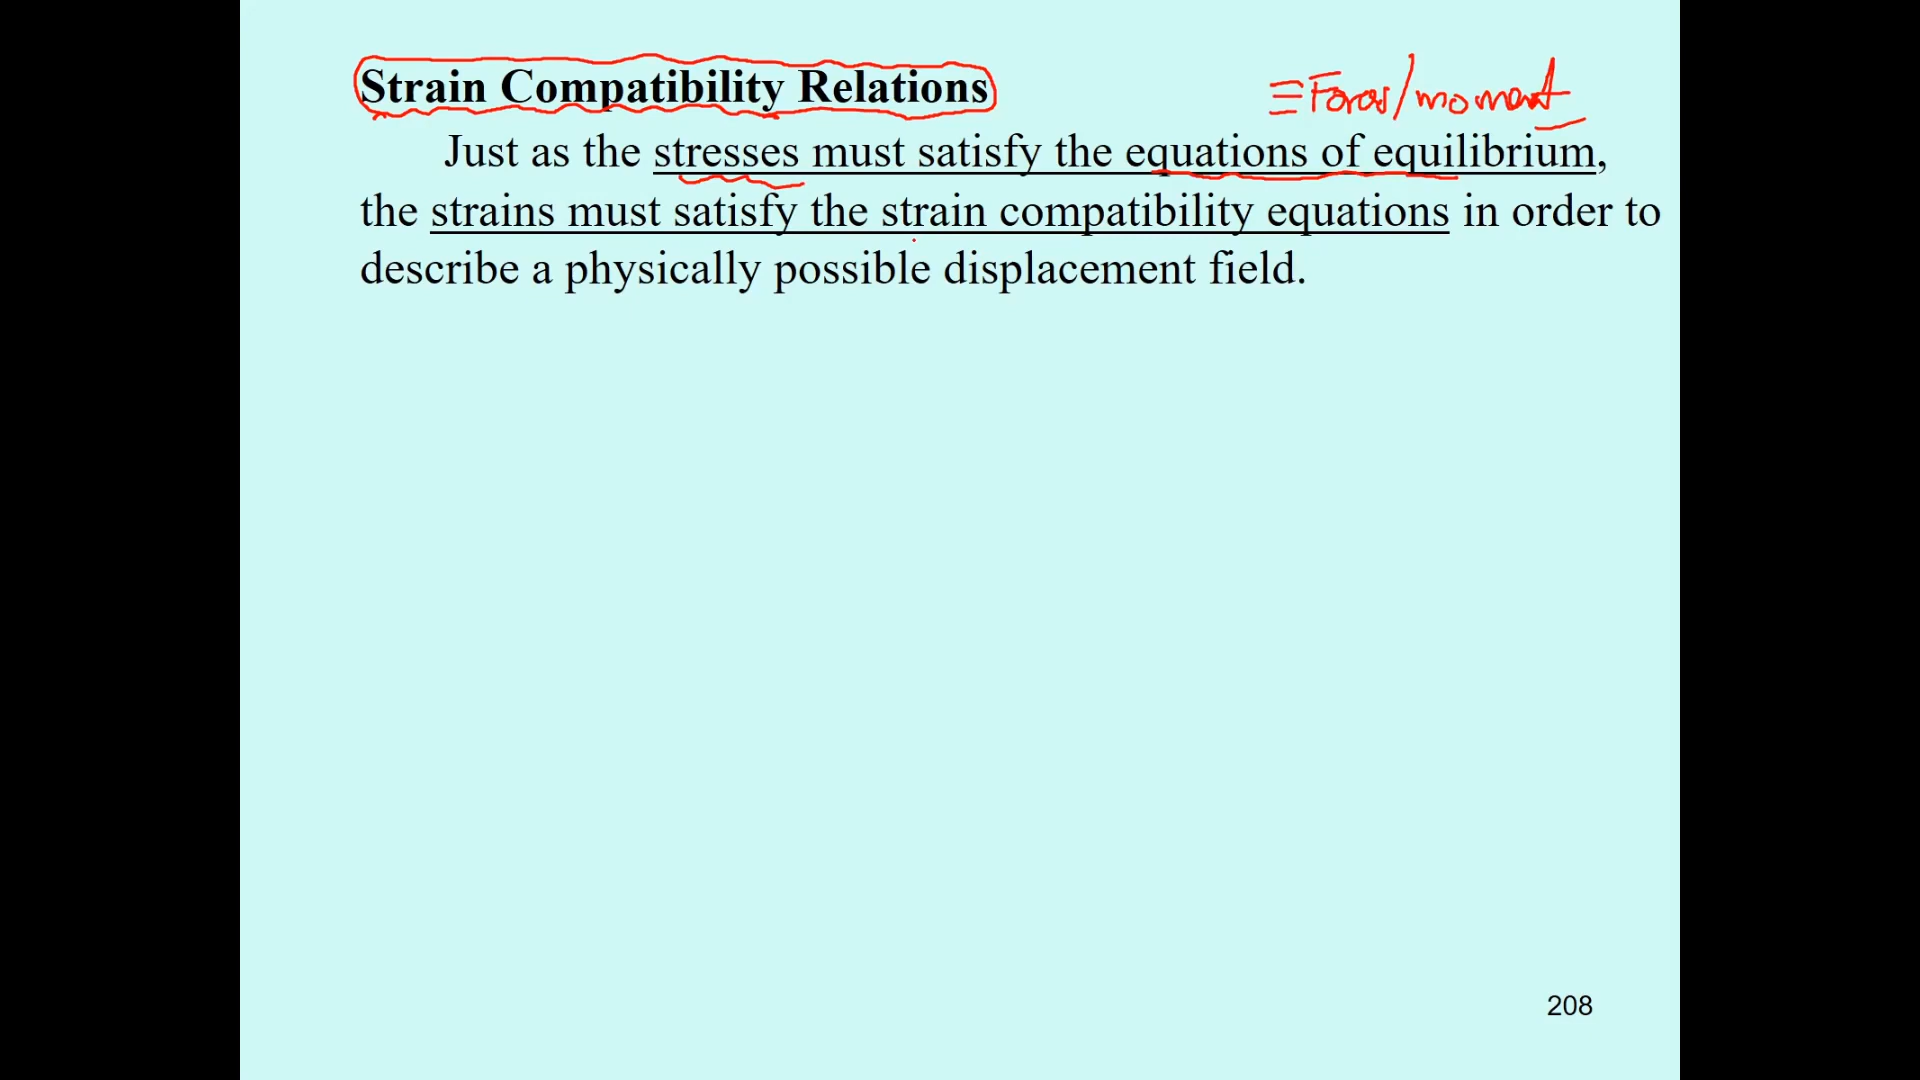 Strain Compatibility Relations
≡ Forces/moment
Just as the stresses must satisfy the equations of equilibrium,
the strains must satisfy the strain compatibility equations in order to
describe a physically possible displacement field.
208